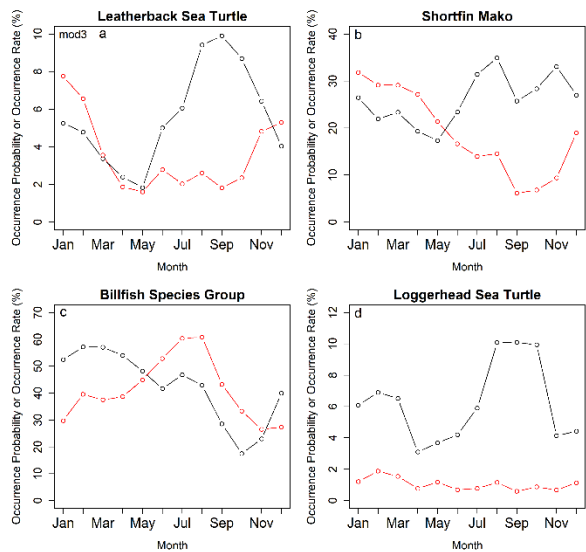 Leatherback Sea Turtle
mod3 a
Occurrence Probability or Occurrence Rate (%)
0 2 4 6 8 10
Jan Mar May Jul Sep Nov
Month
Shortfin Mako
b
Occurrence Probability or Occurrence Rate (%)
0 10 20 30 40
Jan Mar May Jul Sep Nov
Month
Billfish Species Group
c
Occurrence Probability or Occurrence Rate (%)
0 10 20 30 40 50 60 70
Jan Mar May Jul Sep Nov
Month
Loggerhead Sea Turtle
d
Occurrence Probability or Occurrence Rate (%)
0 2 4 6 8 10 12
Jan Mar May Jul Sep Nov
Month